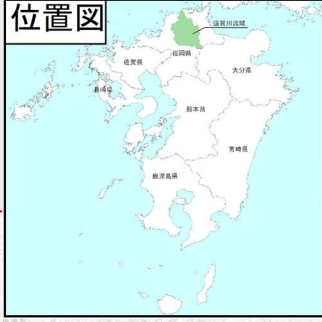 位置図
遠賀川流域
福岡県
佐賀県
大分県
長崎県
熊本県
宮崎県
鹿児島県